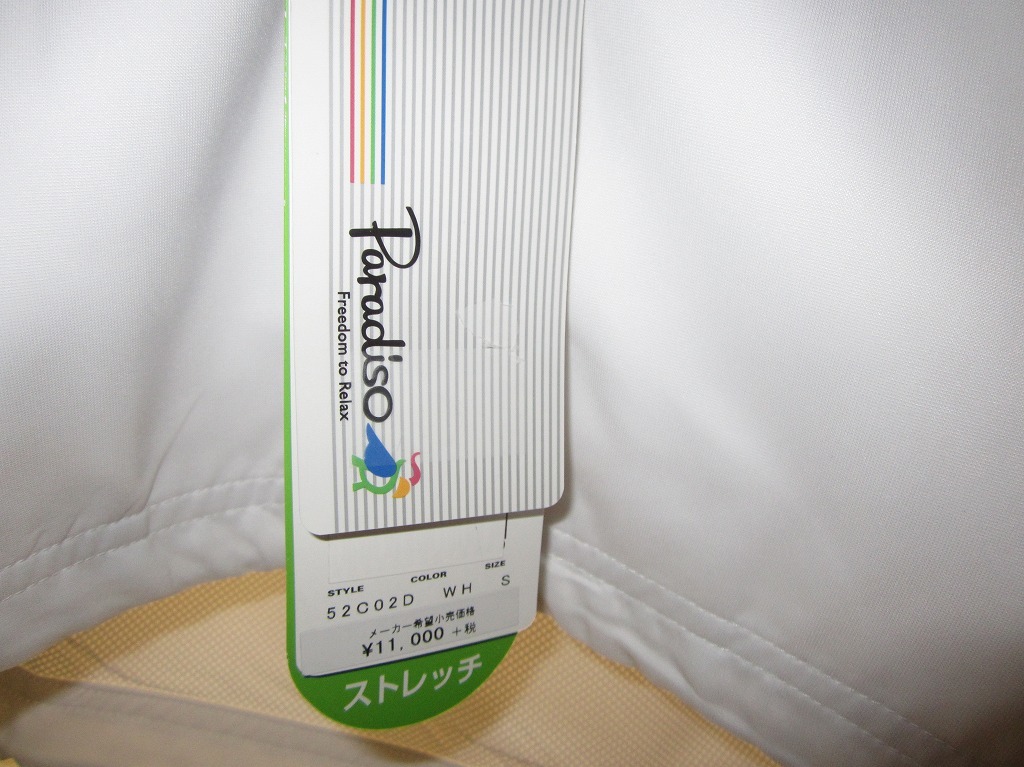 Paradiso
Freedom to Relax
STYLE COLOR SIZE
52C02D WH S
メーカー希望小売価格
¥11,000 +税
ストレッチ